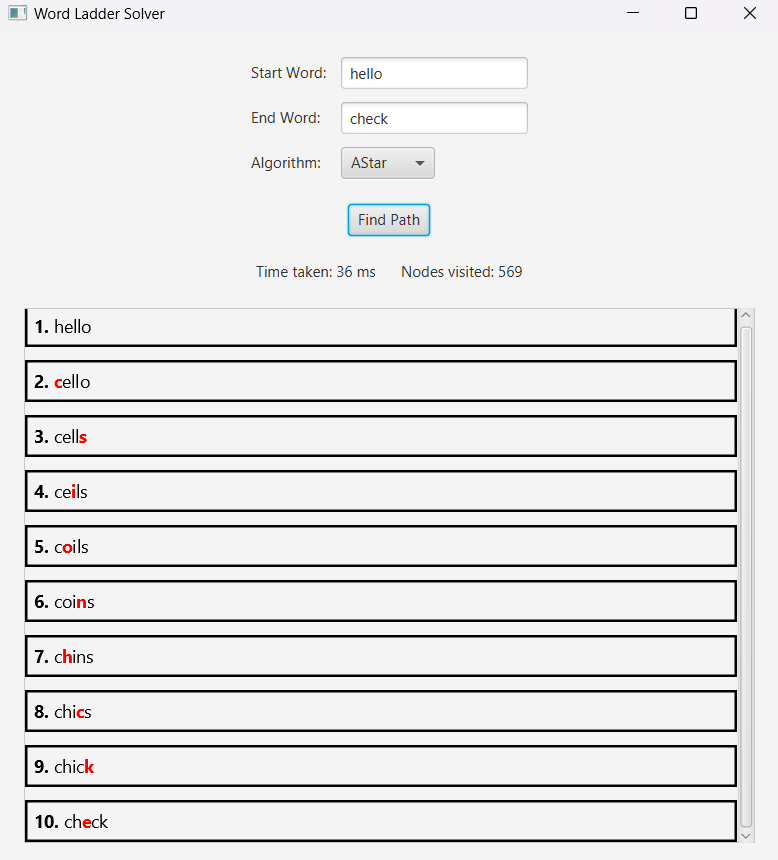 Word Ladder Solver
Start Word: hello
End Word: check
Algorithm: AStar
Find Path
Time taken: 36 ms Nodes visited: 569
1. hello
2. cello
3. cells
4. ceils
5. coils
6. coins
7. chins
8. chics
9. chick
10. check